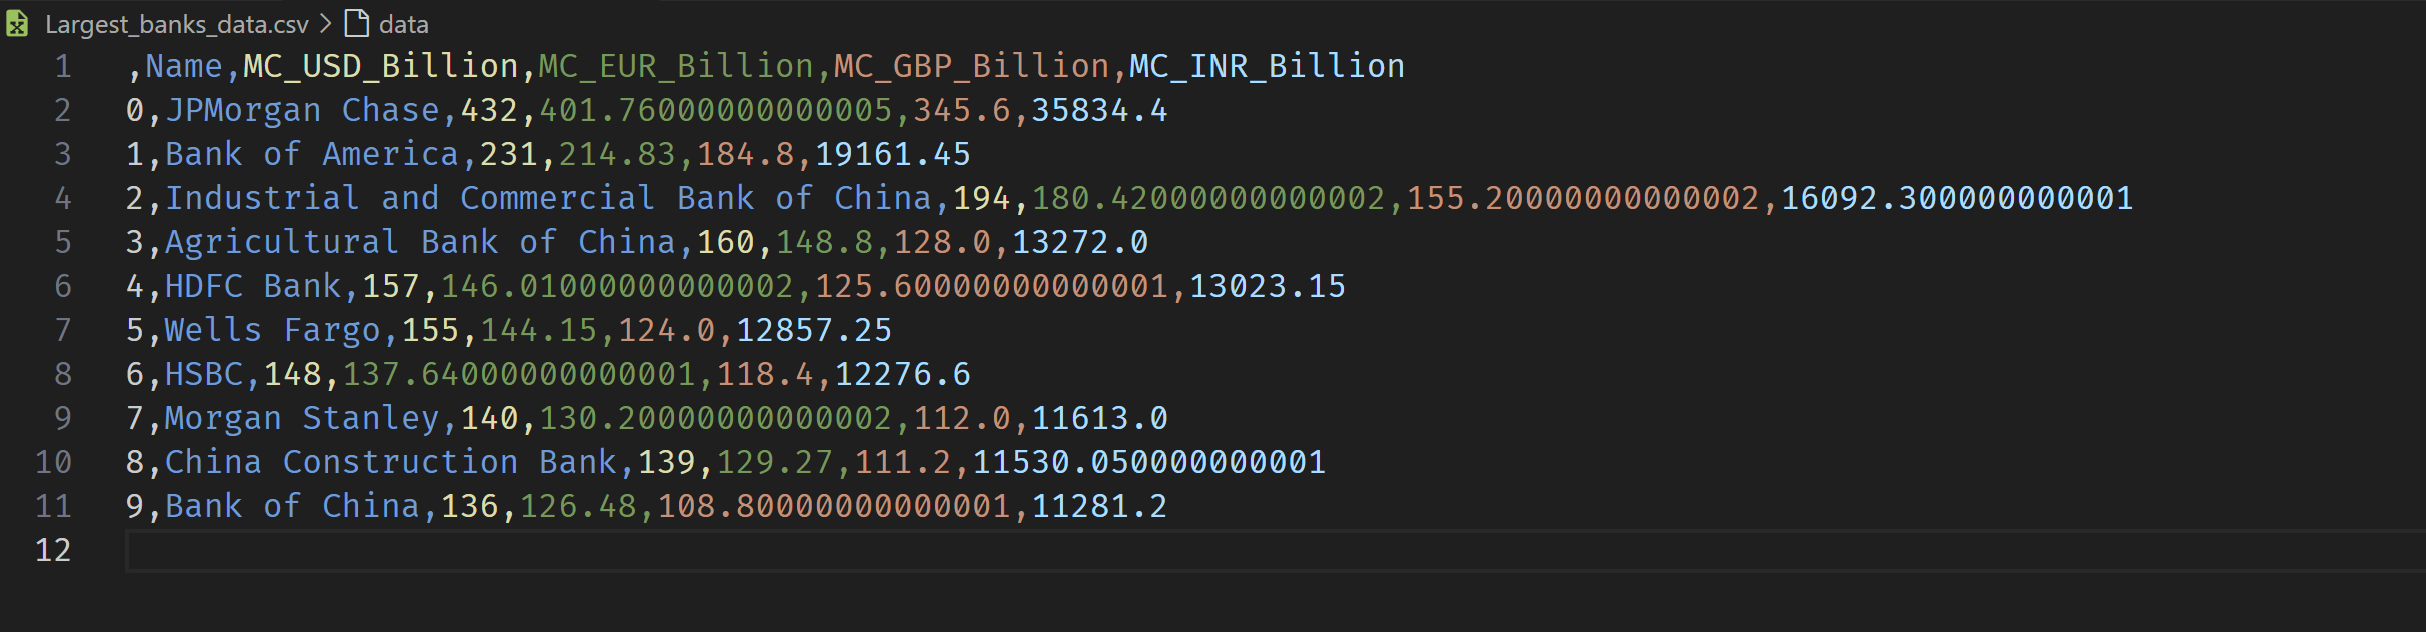 Largest_banks_data.csv > data
1 ,Name,MC_USD_Billion,MC_EUR_Billion,MC_GBP_Billion,MC_INR_Billion
2 0,JPMorgan Chase,432,401.76000000000005,345.6,35834.4
3 1,Bank of America,231,214.83,184.8,19161.45
4 2,Industrial and Commercial Bank of China,194,180.42000000000002,155.20000000000002,16092.300000000001
5 3,Agricultural Bank of China,160,148.8,128.0,13272.0
6 4,HDFC Bank,157,146.01000000000002,125.60000000000001,13023.15
7 5,Wells Fargo,155,144.15,124.0,12857.25
8 6,HSBC,148,137.64000000000001,118.4,12276.6
9 7,Morgan Stanley,140,130.20000000000002,112.0,11613.0
10 8,China Construction Bank,139,129.27,111.2,11530.050000000001
11 9,Bank of China,136,126.48,108.80000000000001,11281.2
12